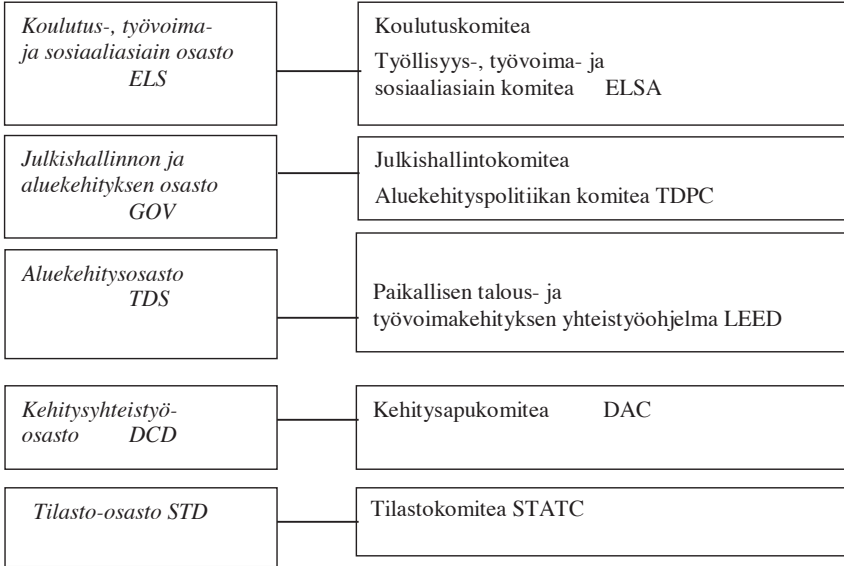 Koulutus-, työvoima-
ja sosiaaliasiain osasto
ELS
Koulutuskomitea
Työllisyys-, työvoima- ja
sosiaaliasiain komitea ELSA
Julkishallinnon ja
aluekehityksen osasto
GOV
Julkishallintokomitea
Aluekehityspolitiikan komitea TDPC
Aluekehitysosasto
TDS
Paikallisen talous- ja
työvoimakehityksen yhteistyöohjelma LEED
Kehitysyhteistyö-
osasto DCD
Kehitysapukomitea DAC
Tilasto-osasto STD
Tilastokomitea STATC